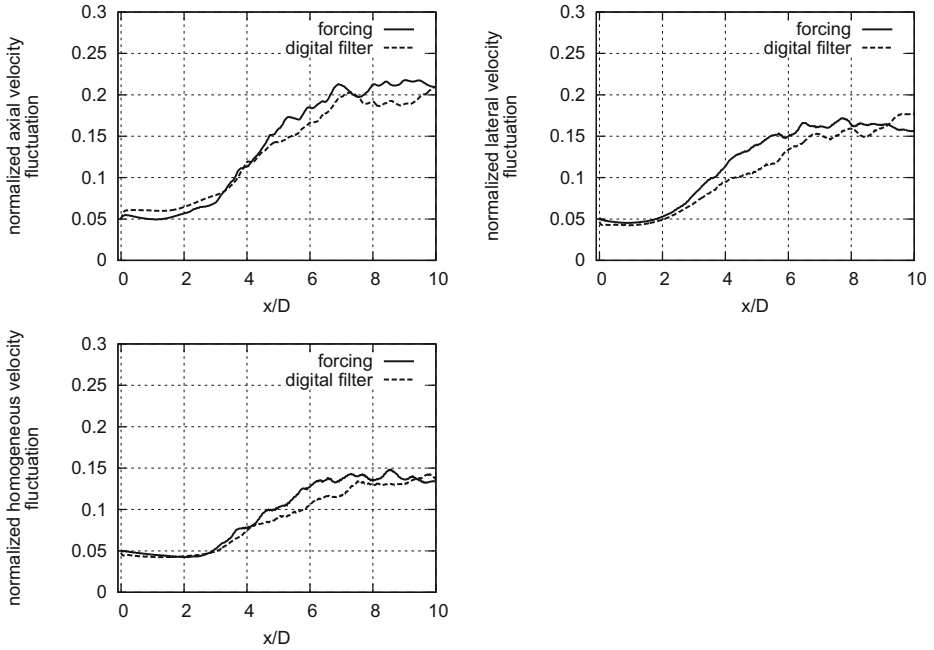 normalized axial velocity
fluctuation
0.3
0.25
0.2
0.15
0.1
0.05
0
forcing
digital filter
0 2 4 6 8 10
x/D
normalized lateral velocity
fluctuation
0.3
0.25
0.2
0.15
0.1
0.05
0
forcing
digital filter
0 2 4 6 8 10
x/D
normalized homogeneous velocity
fluctuation
0.3
0.25
0.2
0.15
0.1
0.05
0
forcing
digital filter
0 2 4 6 8 10
x/D